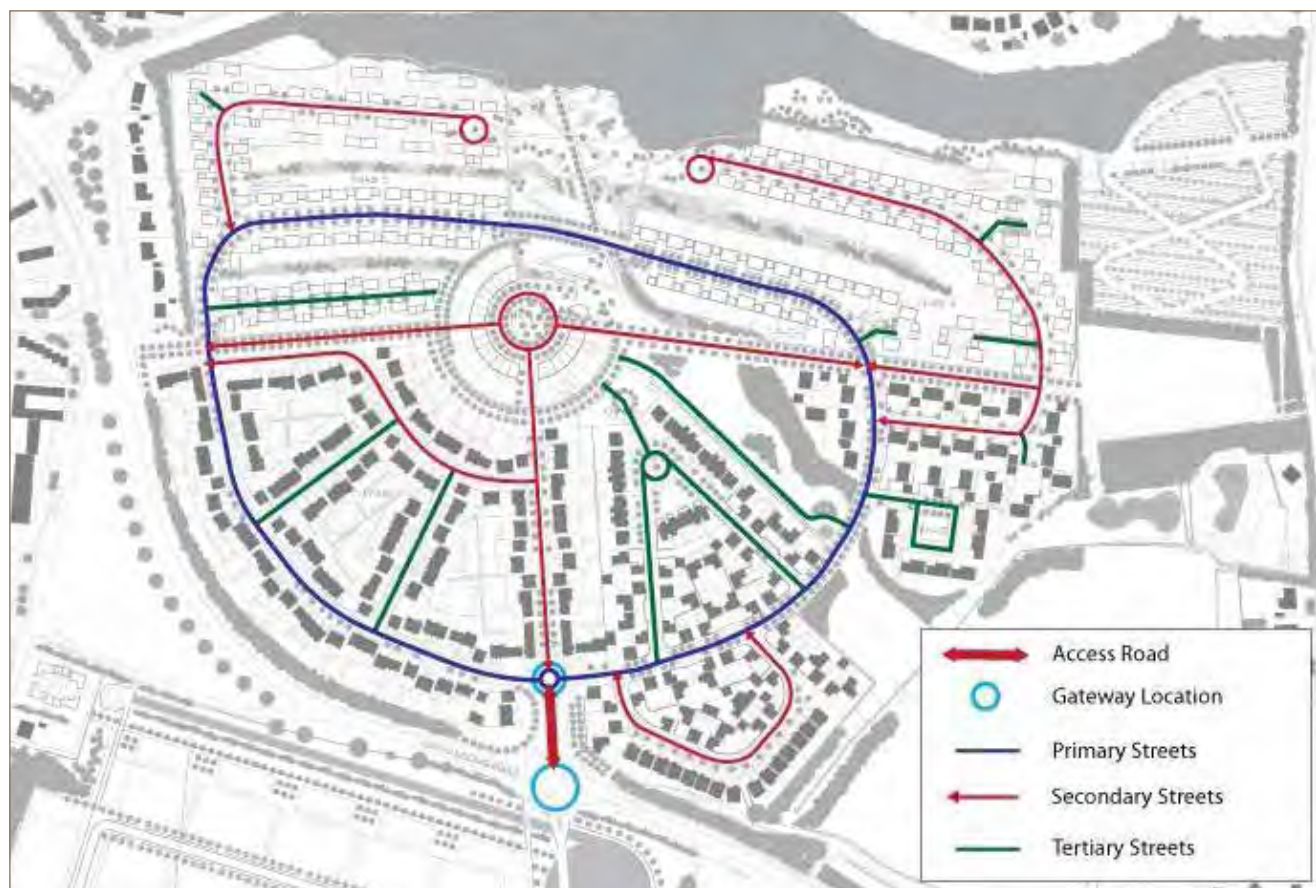 Access Road
Gateway Location
Primary Streets
Secondary Streets
Tertiary Streets